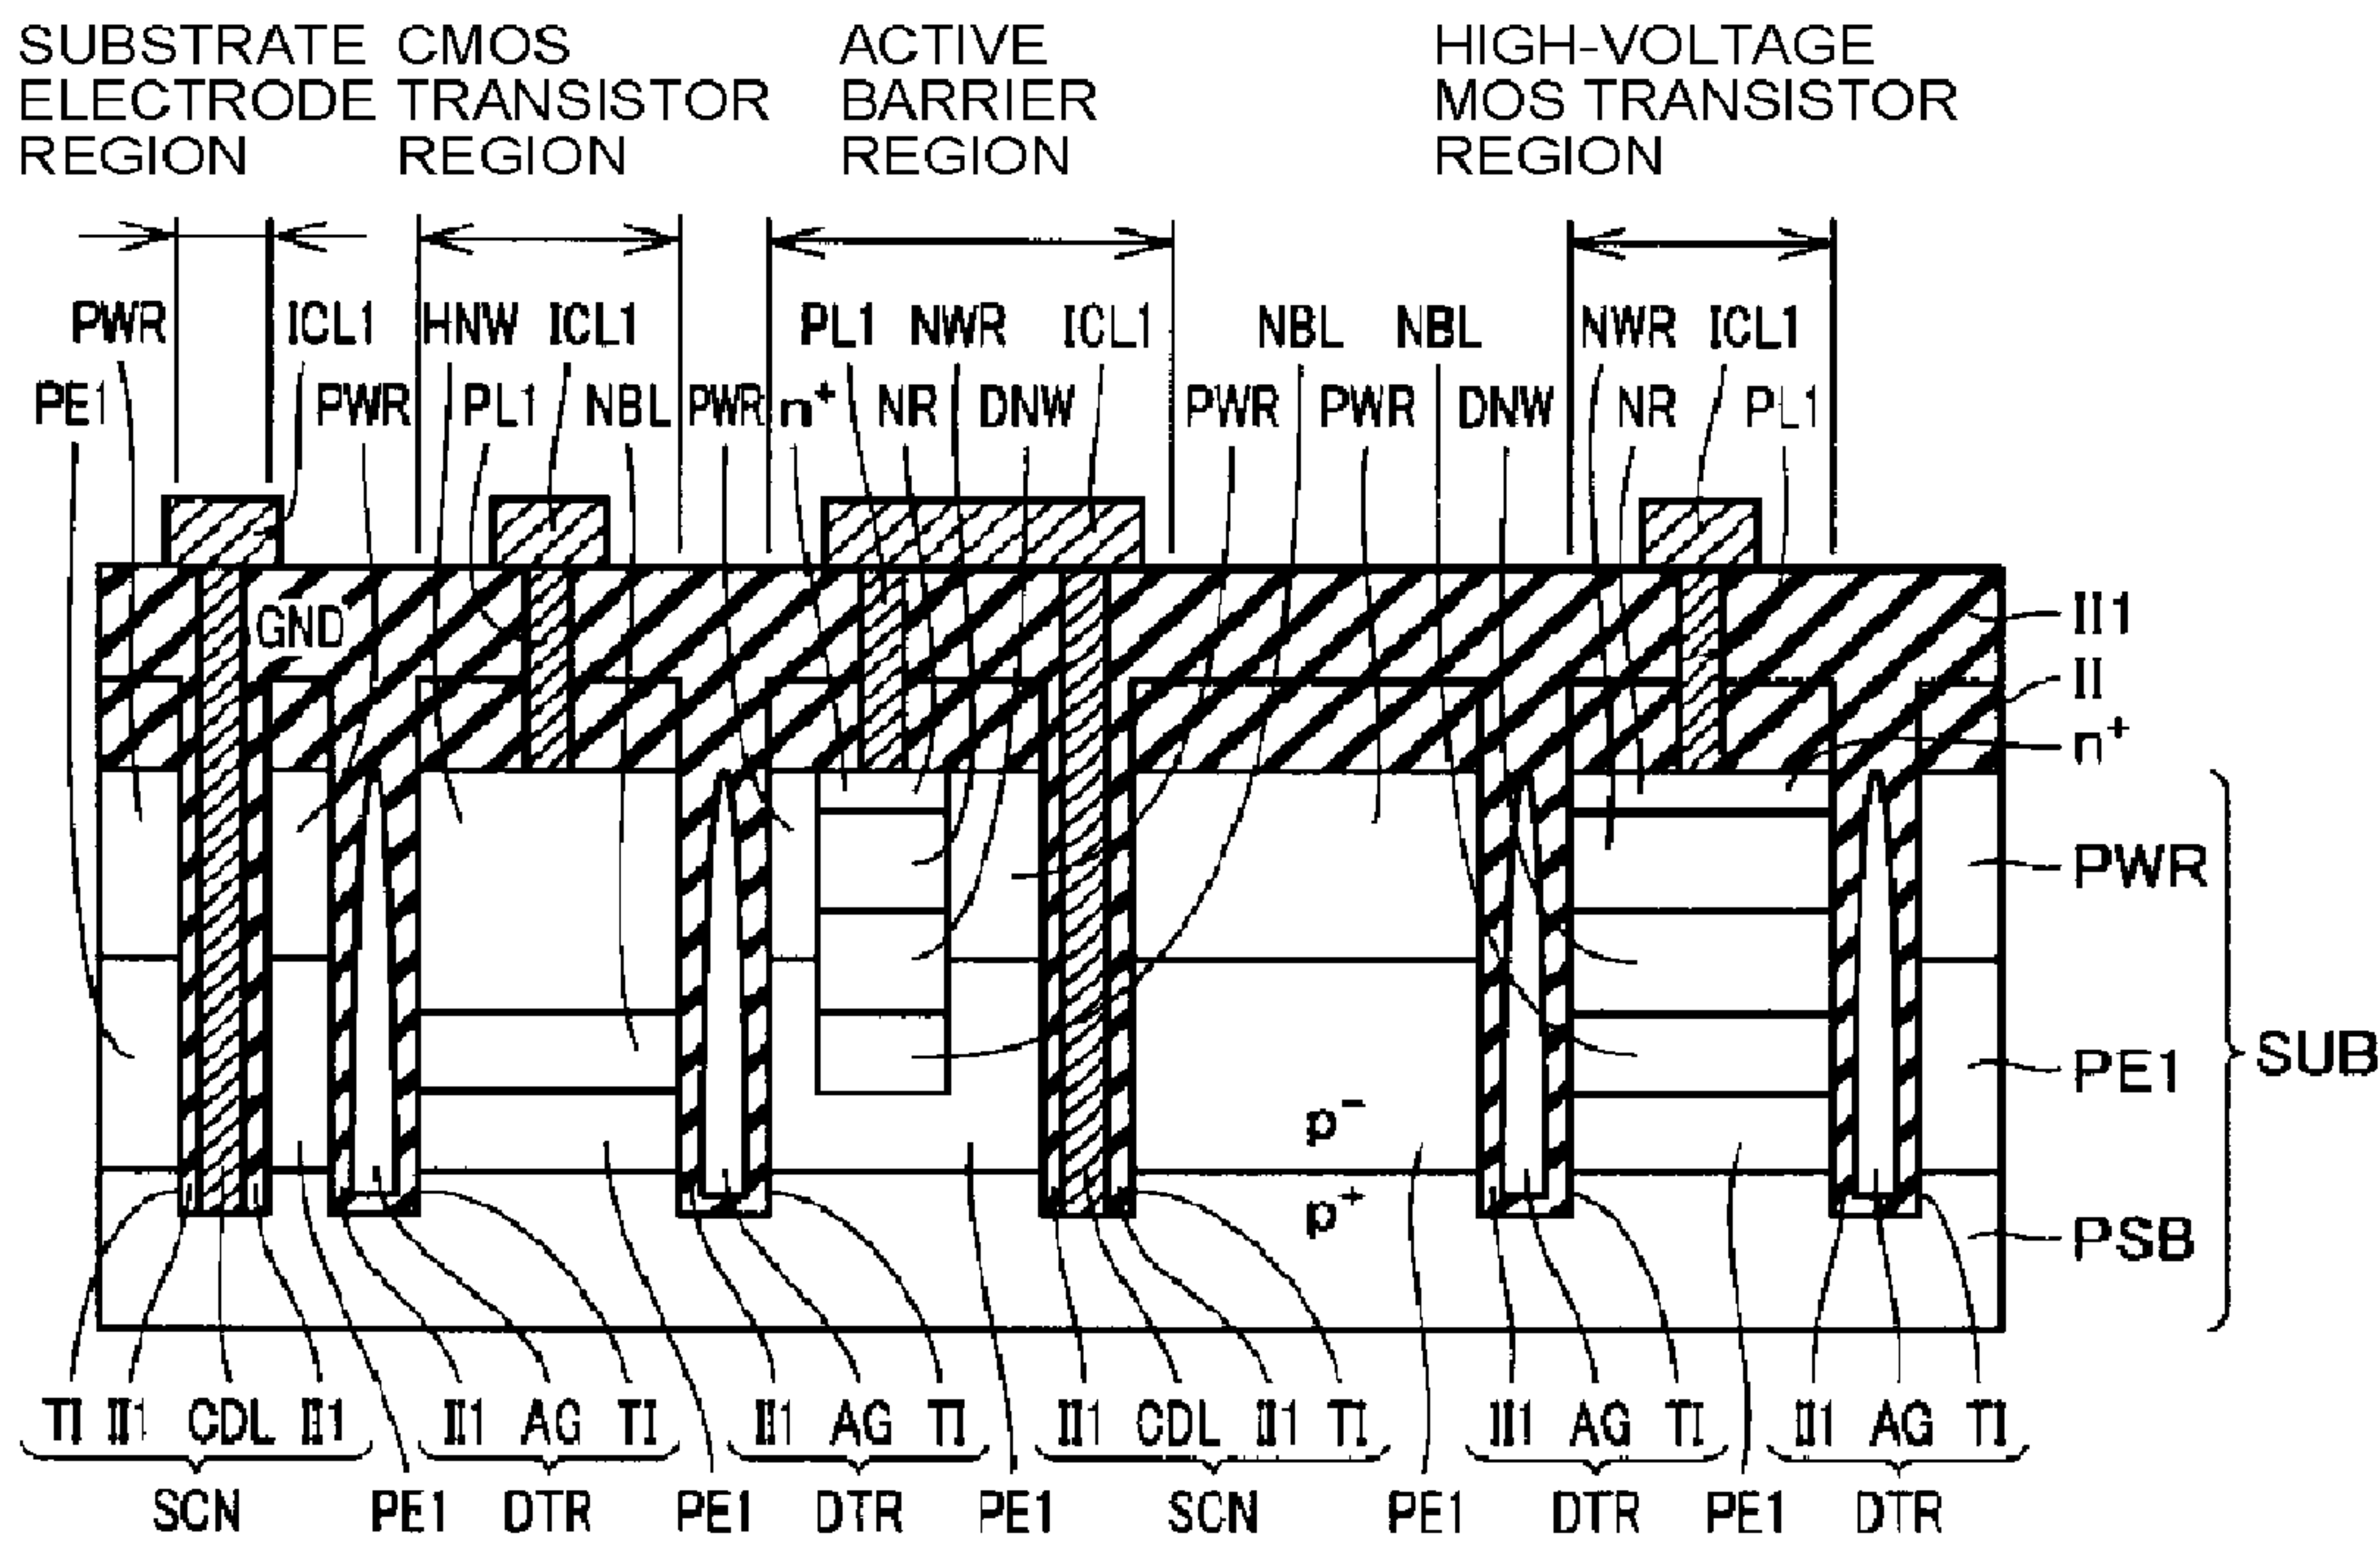 SUBSTRATE ELECTRODE REGION
CMOS TRANSISTOR REGION
ACTIVE BARRIER REGION
HIGH-VOLTAGE MOS TRANSISTOR REGION
PWR ICL1 HNW ICL1 PL1 NWR ICL1 NBL NBL NWR ICL1
PE1 PWR PL1 NBL PWR n+ NR DNW PWR PWR DNW NR PL1
GND
II1
II
n+
PWR
PE1
SUB
p-
p+
PSB
TI II1 CDL II1 II1 AG TI II1 AG TI II1 CDL II1 TI II1 AG TI II1 AG TI
SCN PE1 DTR PE1 DTR PE1 SCN PE1 DTR PE1 DTR